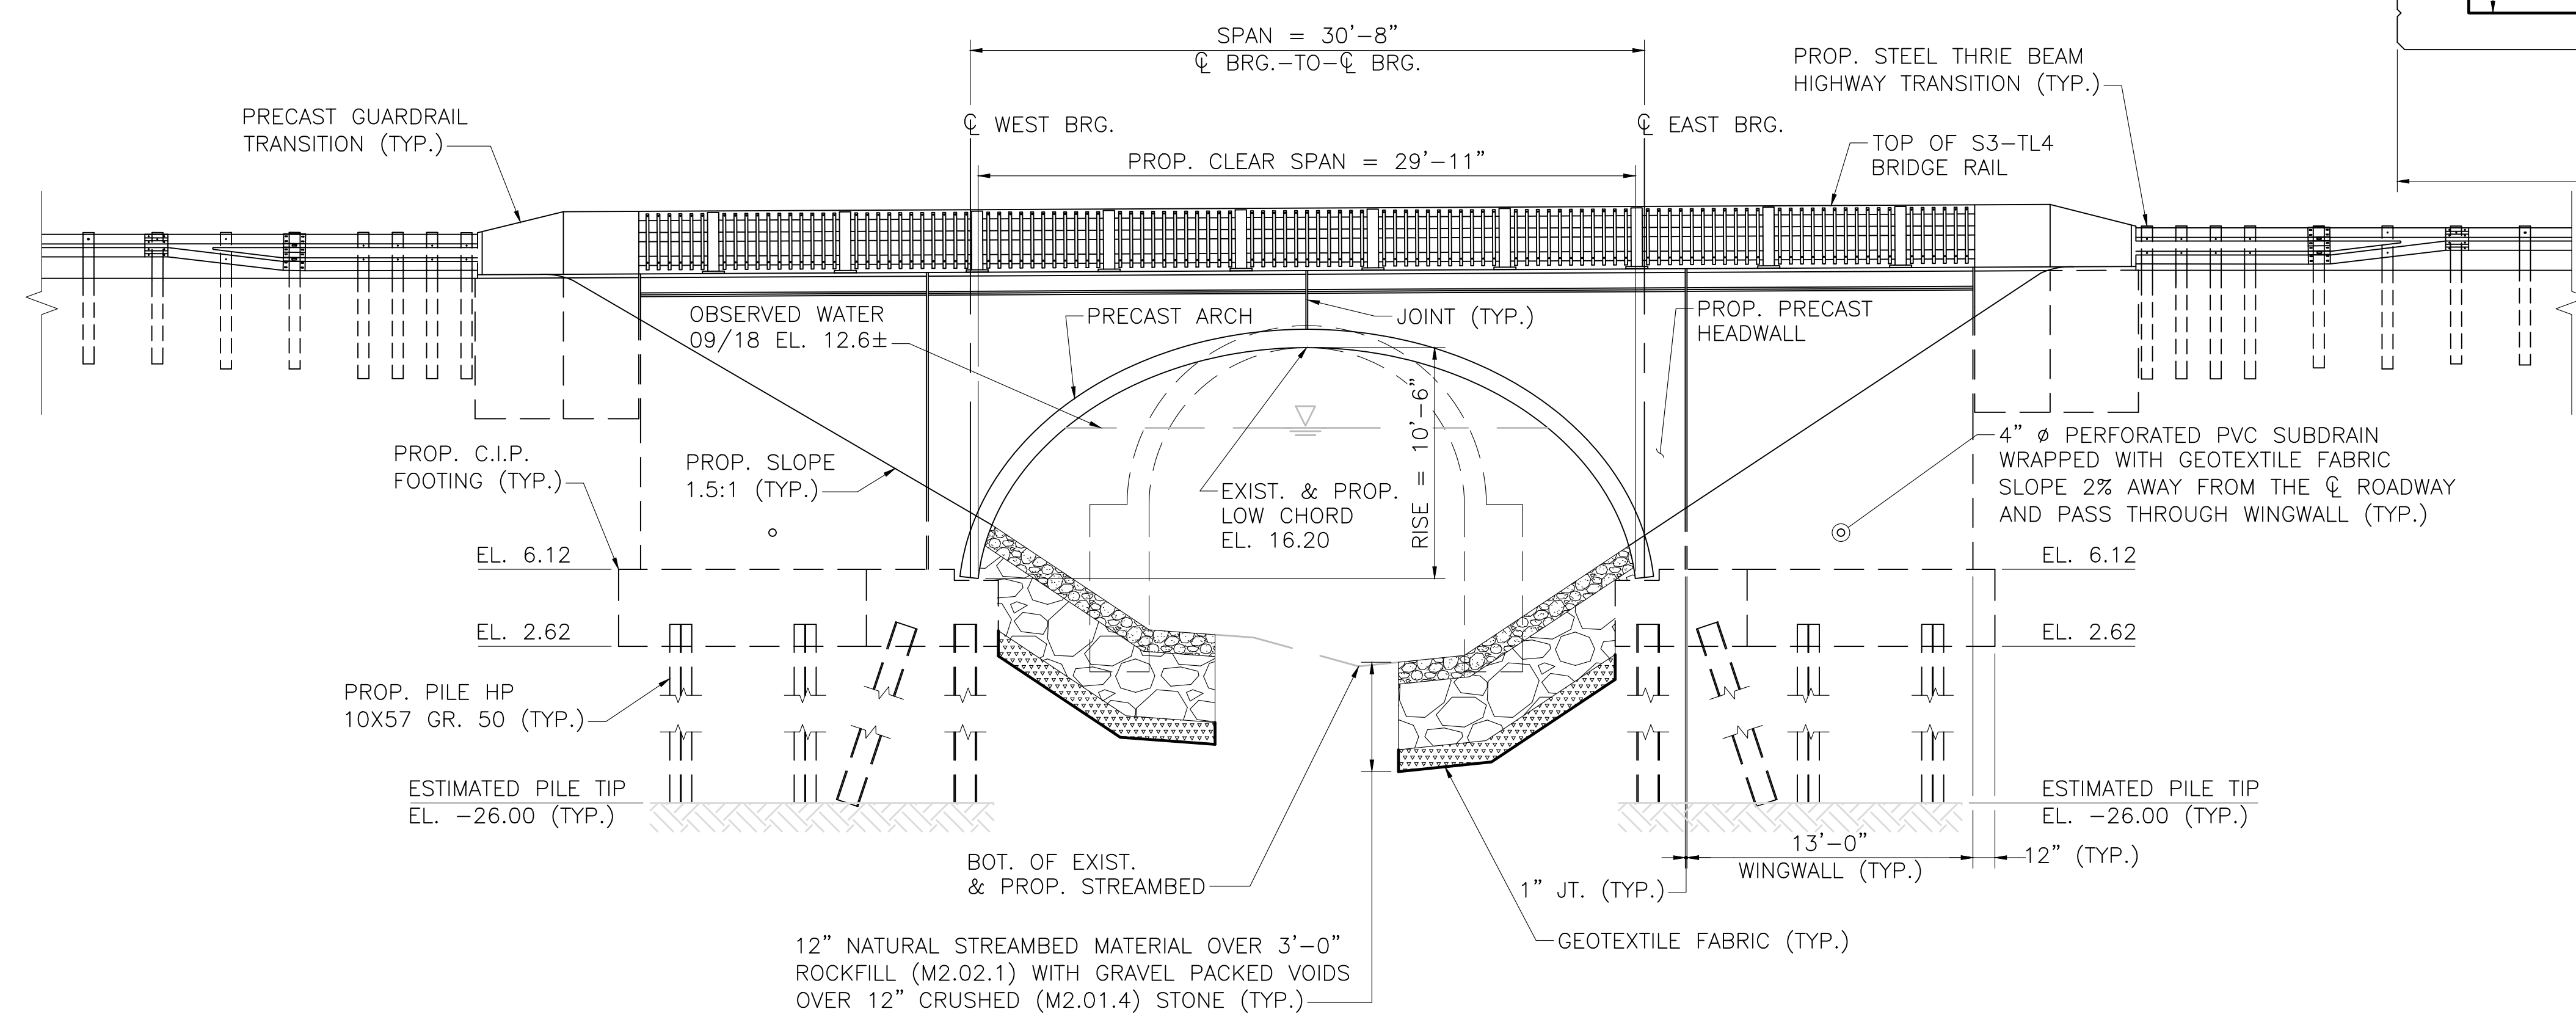 SPAN = 30'-8"
℄ BRG.-TO-℄ BRG.
PROP. STEEL THRIE BEAM
HIGHWAY TRANSITION (TYP.)
PRECAST GUARDRAIL
TRANSITION (TYP.)
℄ WEST BRG.
℄ EAST BRG.
PROP. CLEAR SPAN = 29'-11"
TOP OF S3-TL4
BRIDGE RAIL
OBSERVED WATER
09/18 EL. 12.6±
PRECAST ARCH
JOINT (TYP.)
PROP. PRECAST
HEADWALL
RISE = 10'-6"
PROP. C.I.P.
FOOTING (TYP.)
PROP. SLOPE
1.5:1 (TYP.)
EXIST. & PROP.
LOW CHORD
EL. 16.20
4" ø PERFORATED PVC SUBDRAIN
WRAPPED WITH GEOTEXTILE FABRIC
SLOPE 2% AWAY FROM THE ℄ ROADWAY
AND PASS THROUGH WINGWALL (TYP.)
EL. 6.12
EL. 6.12
EL. 2.62
EL. 2.62
PROP. PILE HP
10X57 GR. 50 (TYP.)
ESTIMATED PILE TIP
EL. -26.00 (TYP.)
ESTIMATED PILE TIP
EL. -26.00 (TYP.)
13'-0"
WINGWALL (TYP.)
12" (TYP.)
BOT. OF EXIST.
& PROP. STREAMBED
1" JT. (TYP.)
12" NATURAL STREAMBED MATERIAL OVER 3'-0"
ROCKFILL (M2.02.1) WITH GRAVEL PACKED VOIDS
OVER 12" CRUSHED (M2.01.4) STONE (TYP.)
GEOTEXTILE FABRIC (TYP.)